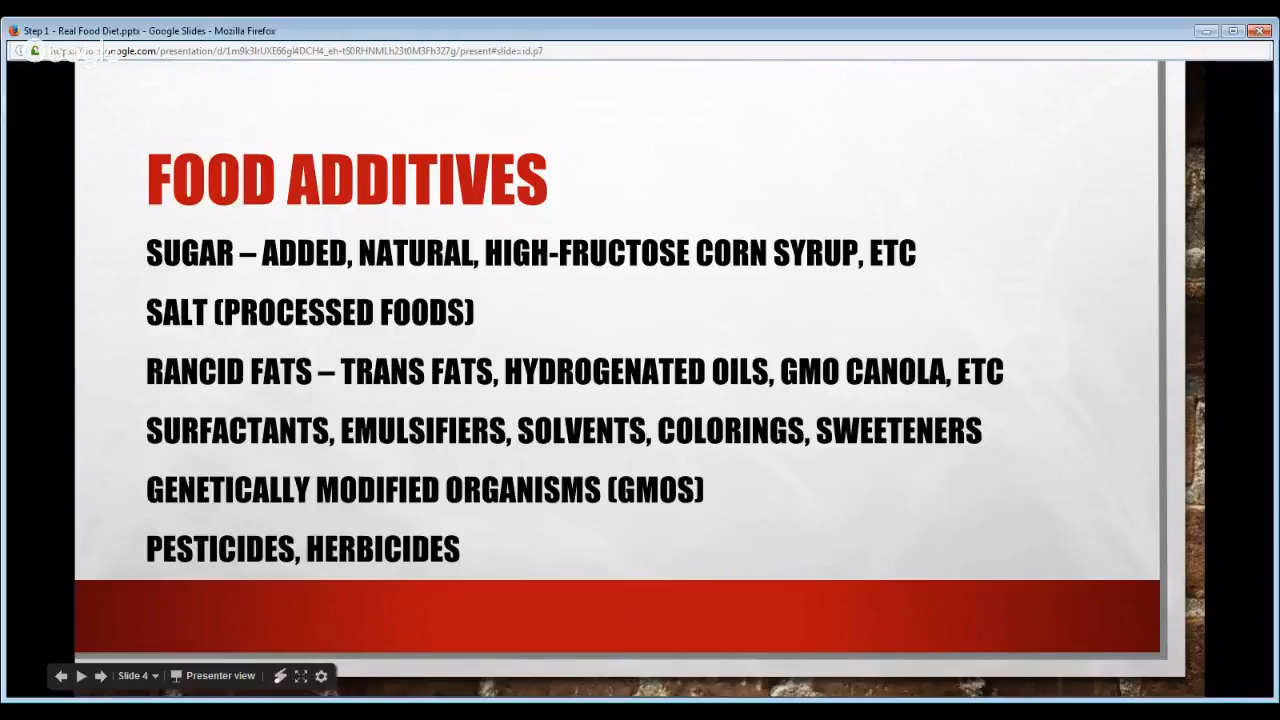 Step 1 - Real Food Diet.pptx - Google Slides - Mozilla Firefox
Google
FOOD ADDITIVES
SUGAR – ADDED, NATURAL, HIGH-FRUCTOSE CORN SYRUP, ETC
SALT (PROCESSED FOODS)
RANCID FATS – TRANS FATS, HYDROGENATED OILS, GMO CANOLA, ETC
SURFACTANTS, EMULSIFIERS, SOLVENTS, COLORINGS, SWEETENERS
GENETICALLY MODIFIED ORGANISMS (GMOS)
PESTICIDES, HERBICIDES
Slide 4
Presenter view